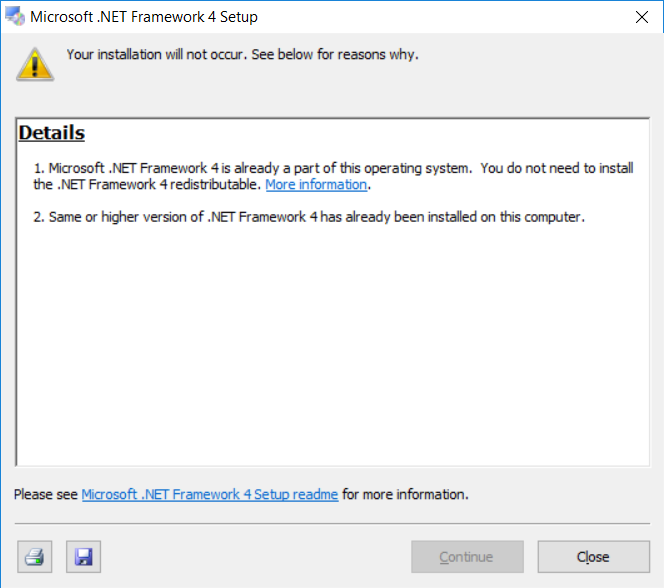 Microsoft .NET Framework 4 Setup
Your installation will not occur. See below for reasons why.
Details
1. Microsoft .NET Framework 4 is already a part of this operating system. You do not need to install
the .NET Framework 4 redistributable. More information.
2. Same or higher version of .NET Framework 4 has already been installed on this computer.
Please see Microsoft .NET Framework 4 Setup readme for more information.
Continue
Close